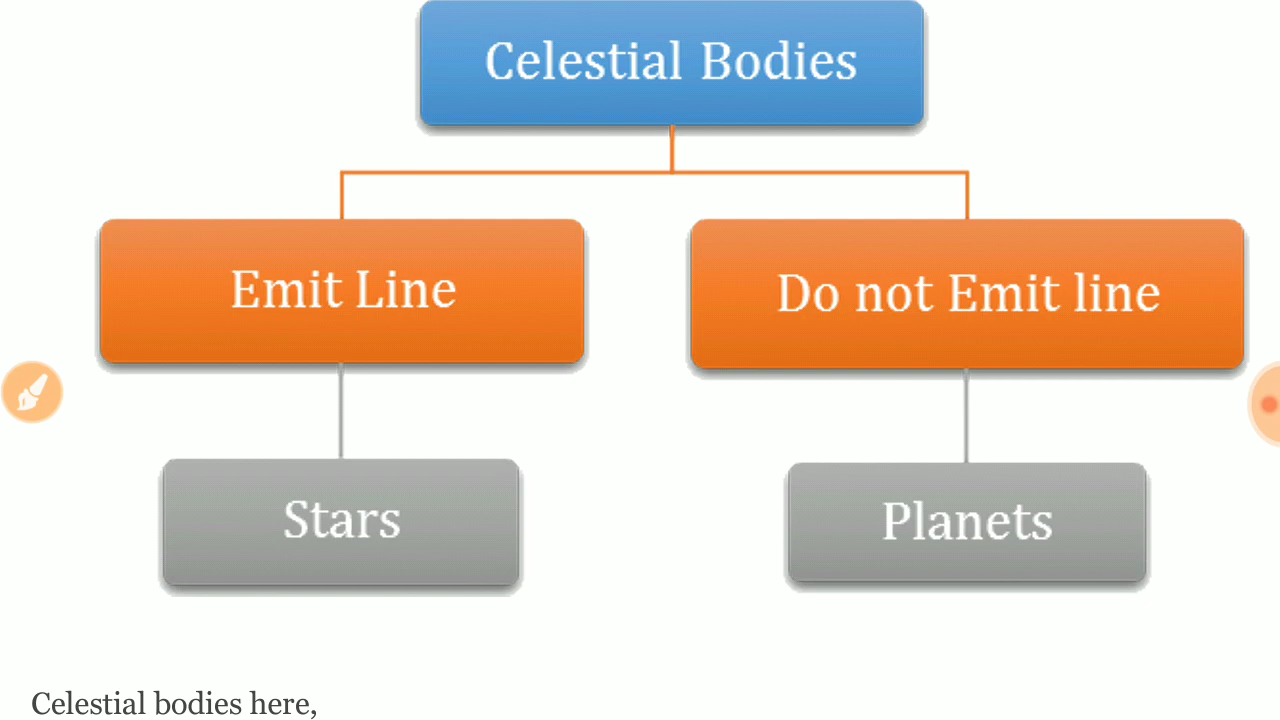 Celestial Bodies
Emit Line
Do not Emit line
Stars
Planets
Celestial bodies here,